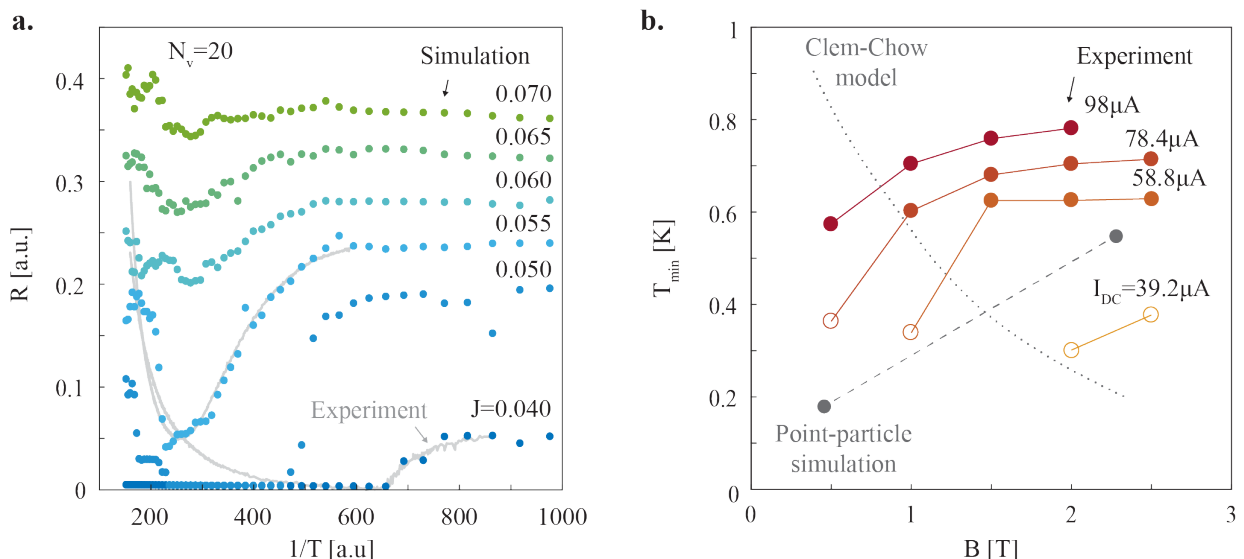 a.
N_v=20
Simulation
0.4
0.3
0.2
0.1
0
0.070
0.065
0.060
0.055
0.050
J=0.040
Experiment
R [a.u.]
200
400
600
800
1000
1/T [a.u]
b.
Clem-Chow
model
Experiment
98μA
78.4μA
58.8μA
I_DC=39.2μA
Point-particle
simulation
1
0.8
0.6
0.4
0.2
0
T_min [K]
0
1
2
3
B [T]